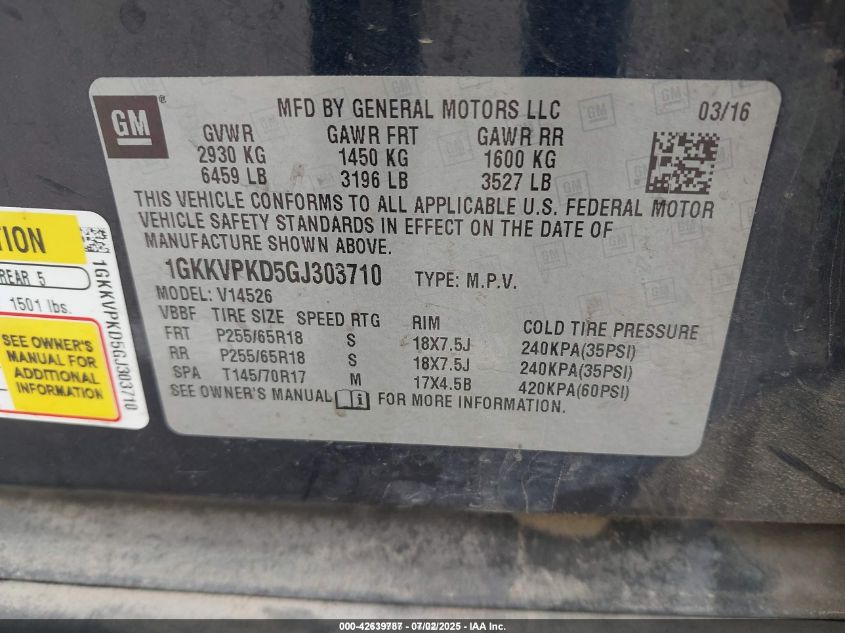 GM ®
MFD BY GENERAL MOTORS LLC 03/16
GVWR GAWR FRT GAWR RR
2930 KG 1450 KG 1600 KG
6459 LB 3196 LB 3527 LB
THIS VEHICLE CONFORMS TO ALL APPLICABLE U.S. FEDERAL MOTOR
VEHICLE SAFETY STANDARDS IN EFFECT ON THE DATE OF
MANUFACTURE SHOWN ABOVE.
1GKKVPKD5GJ303710 TYPE: M.P.V.
MODEL: V14526
VBBF TIRE SIZE SPEED RTG RIM COLD TIRE PRESSURE
FRT P255/65R18 S 18X7.5J 240KPA(35PSI)
RR P255/65R18 S 18X7.5J 240KPA(35PSI)
SPA T145/70R17 M 17X4.5B 420KPA(60PSI)
SEE OWNER'S MANUAL i FOR MORE INFORMATION.
TION
REAR 5
1501 lbs.
SEE OWNER'S
MANUAL FOR
ADDITIONAL
INFORMATION
1GKKVPKD5GJ303710
000-42639787 - 07/02/2025 - IAA Inc.